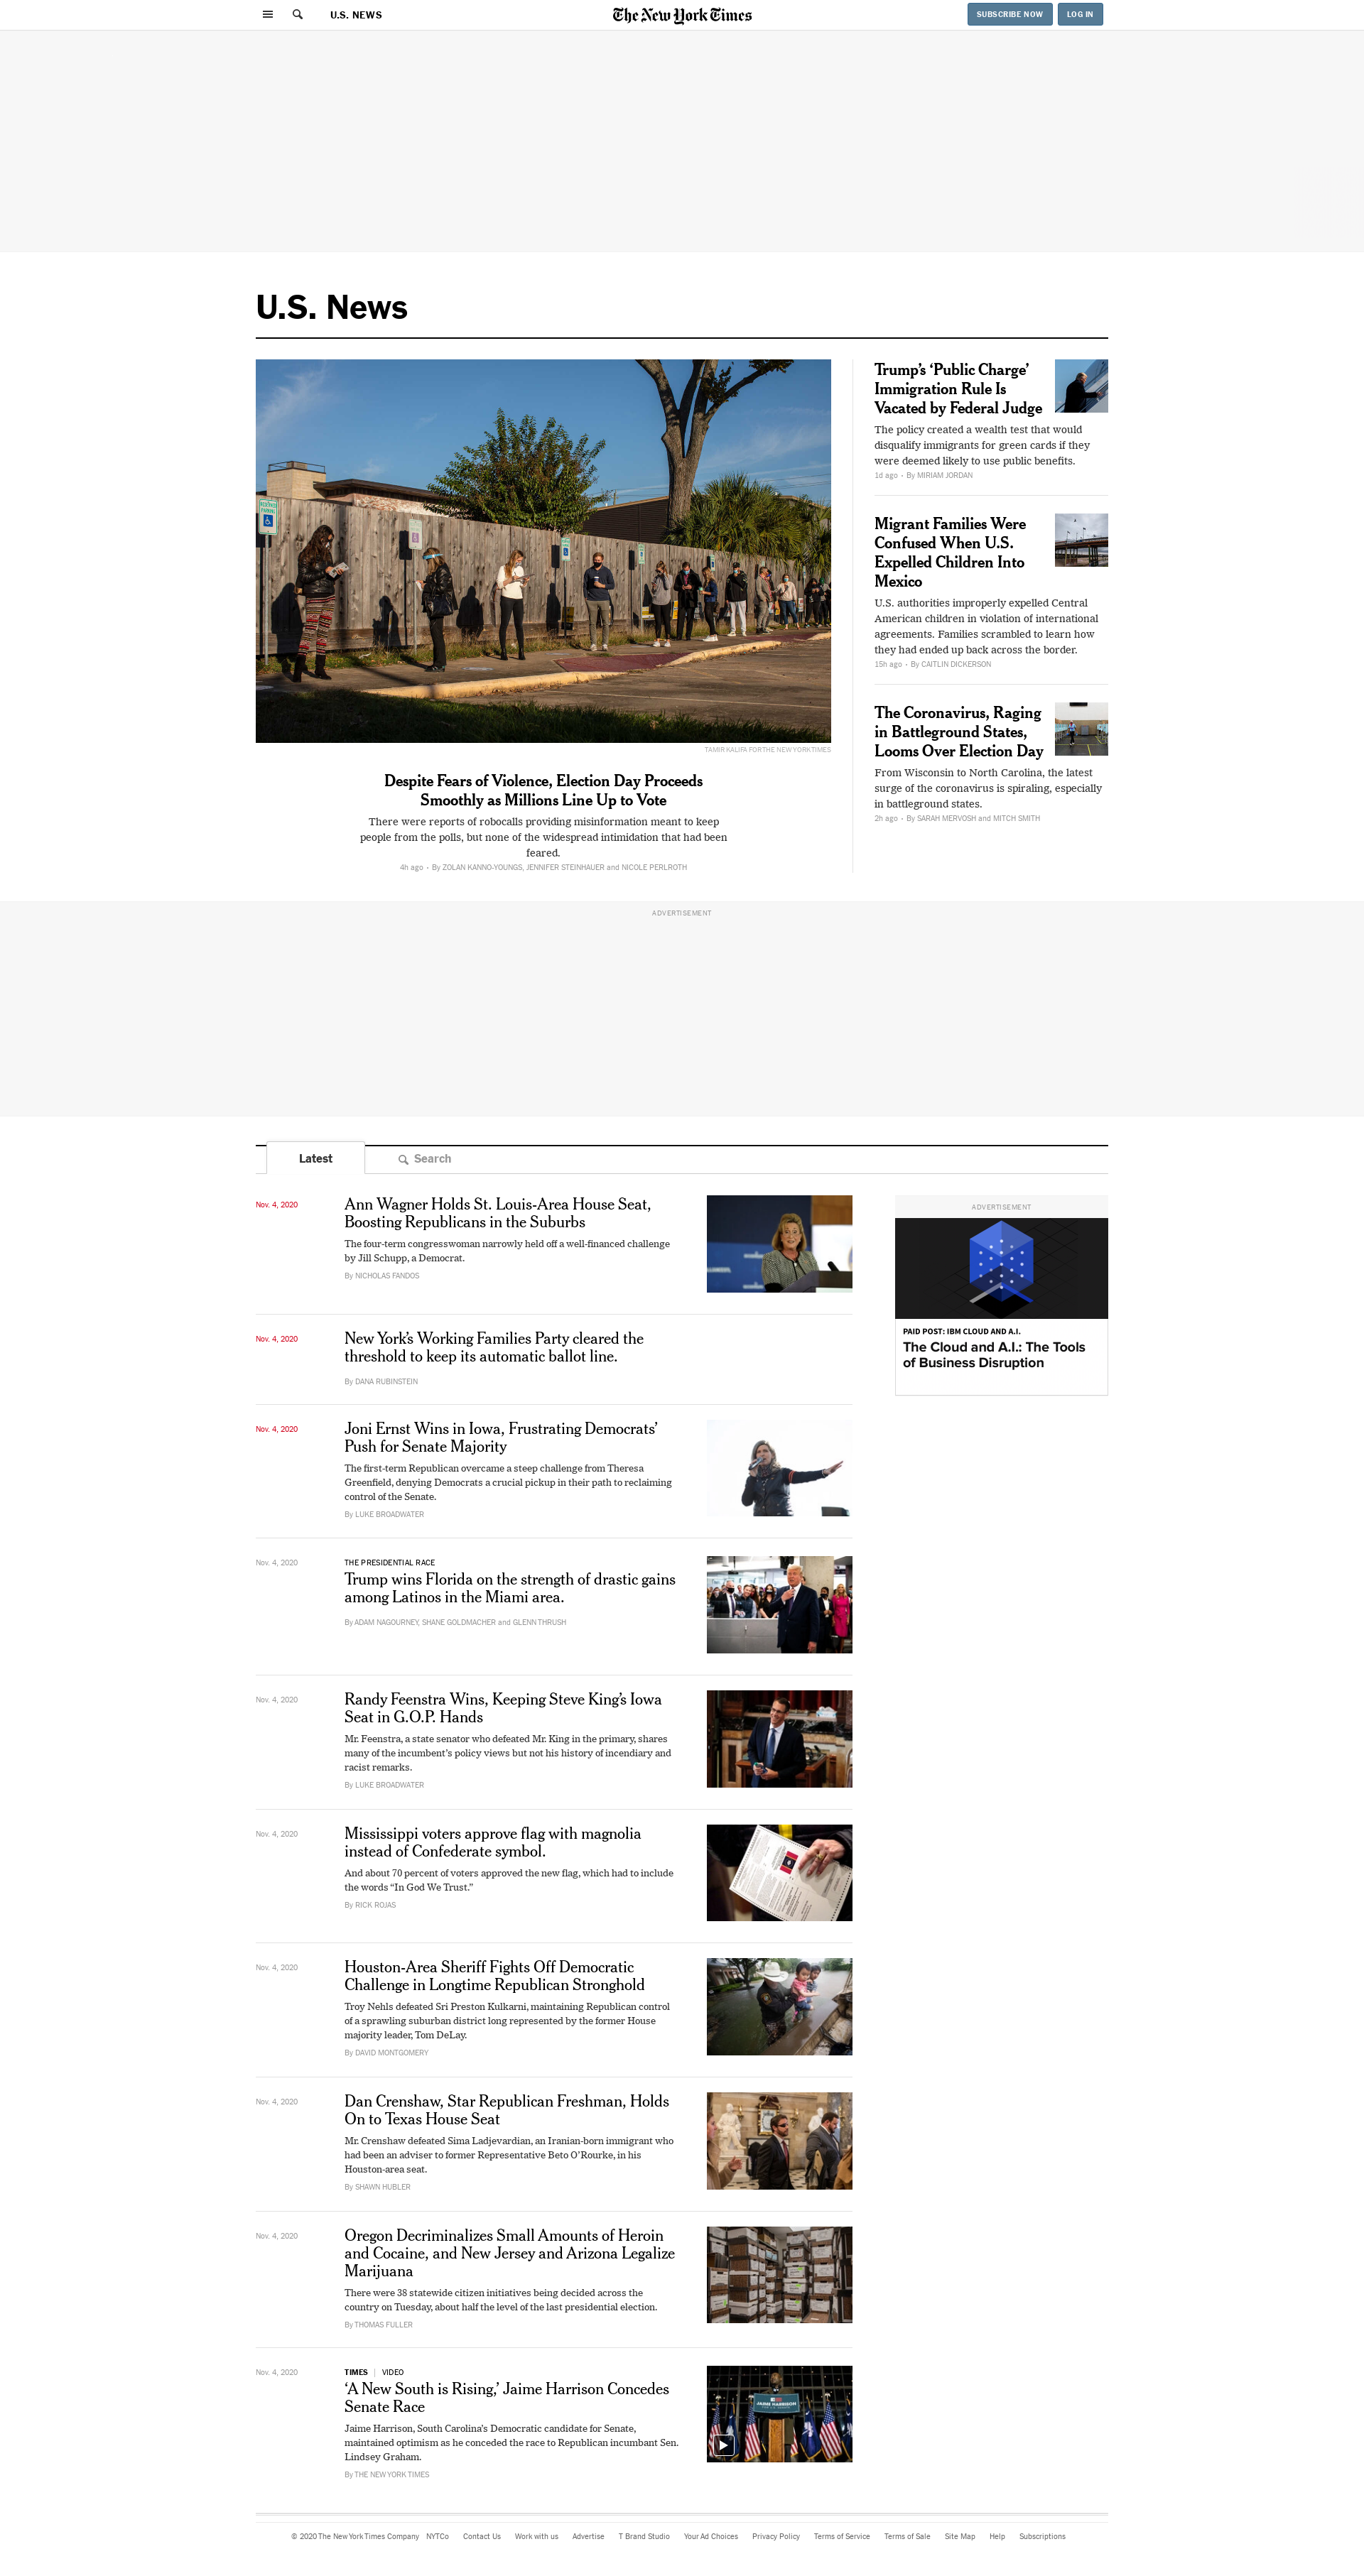 U.S. NEWS
The New York Times
SUBSCRIBE NOW
LOG IN
U.S. News
TAMIR KALIFA FOR THE NEW YORK TIMES
Despite Fears of Violence, Election Day Proceeds
Smoothly as Millions Line Up to Vote
There were reports of robocalls providing misinformation meant to keep
people from the polls, but none of the widespread intimidation that had been
feared.
4h ago • By ZOLAN KANNO-YOUNGS, JENNIFER STEINHAUER and NICOLE PERLROTH
Trump’s ‘Public Charge’
Immigration Rule Is
Vacated by Federal Judge
The policy created a wealth test that would
disqualify immigrants for green cards if they
were deemed likely to use public benefits.
1d ago • By MIRIAM JORDAN
Migrant Families Were
Confused When U.S.
Expelled Children Into
Mexico
U.S. authorities improperly expelled Central
American children in violation of international
agreements. Families scrambled to learn how
they had ended up back across the border.
15h ago • By CAITLIN DICKERSON
The Coronavirus, Raging
in Battleground States,
Looms Over Election Day
From Wisconsin to North Carolina, the latest
surge of the coronavirus is spiraling, especially
in battleground states.
2h ago • By SARAH MERVOSH and MITCH SMITH
ADVERTISEMENT
Latest
Search
Nov. 4, 2020
Ann Wagner Holds St. Louis-Area House Seat,
Boosting Republicans in the Suburbs
The four-term congresswoman narrowly held off a well-financed challenge
by Jill Schupp, a Democrat.
By NICHOLAS FANDOS
Nov. 4, 2020
New York’s Working Families Party cleared the
threshold to keep its automatic ballot line.
By DANA RUBINSTEIN
Nov. 4, 2020
Joni Ernst Wins in Iowa, Frustrating Democrats’
Push for Senate Majority
The first-term Republican overcame a steep challenge from Theresa
Greenfield, denying Democrats a crucial pickup in their path to reclaiming
control of the Senate.
By LUKE BROADWATER
Nov. 4, 2020
THE PRESIDENTIAL RACE
Trump wins Florida on the strength of drastic gains
among Latinos in the Miami area.
By ADAM NAGOURNEY, SHANE GOLDMACHER and GLENN THRUSH
Nov. 4, 2020
Randy Feenstra Wins, Keeping Steve King’s Iowa
Seat in G.O.P. Hands
Mr. Feenstra, a state senator who defeated Mr. King in the primary, shares
many of the incumbent’s policy views but not his history of incendiary and
racist remarks.
By LUKE BROADWATER
Nov. 4, 2020
Mississippi voters approve flag with magnolia
instead of Confederate symbol.
And about 70 percent of voters approved the new flag, which had to include
the words “In God We Trust.”
By RICK ROJAS
Nov. 4, 2020
Houston-Area Sheriff Fights Off Democratic
Challenge in Longtime Republican Stronghold
Troy Nehls defeated Sri Preston Kulkarni, maintaining Republican control
of a sprawling suburban district long represented by the former House
majority leader, Tom DeLay.
By DAVID MONTGOMERY
Nov. 4, 2020
Dan Crenshaw, Star Republican Freshman, Holds
On to Texas House Seat
Mr. Crenshaw defeated Sima Ladjevardian, an Iranian-born immigrant who
had been an adviser to former Representative Beto O’Rourke, in his
Houston-area seat.
By SHAWN HUBLER
Nov. 4, 2020
Oregon Decriminalizes Small Amounts of Heroin
and Cocaine, and New Jersey and Arizona Legalize
Marijuana
There were 38 statewide citizen initiatives being decided across the
country on Tuesday, about half the level of the last presidential election.
By THOMAS FULLER
Nov. 4, 2020
TIMES | VIDEO
‘A New South is Rising,’ Jaime Harrison Concedes
Senate Race
Jaime Harrison, South Carolina’s Democratic candidate for Senate,
maintained optimism as he conceded the race to Republican incumbant Sen.
Lindsey Graham.
By THE NEW YORK TIMES
JAIME HARRISON
ADVERTISEMENT
PAID POST: IBM CLOUD AND A.I.
The Cloud and A.I.: The Tools
of Business Disruption
© 2020 The New York Times Company NYTCo Contact Us Work with us Advertise T Brand Studio Your Ad Choices Privacy Policy Terms of Service Terms of Sale Site Map Help Subscriptions